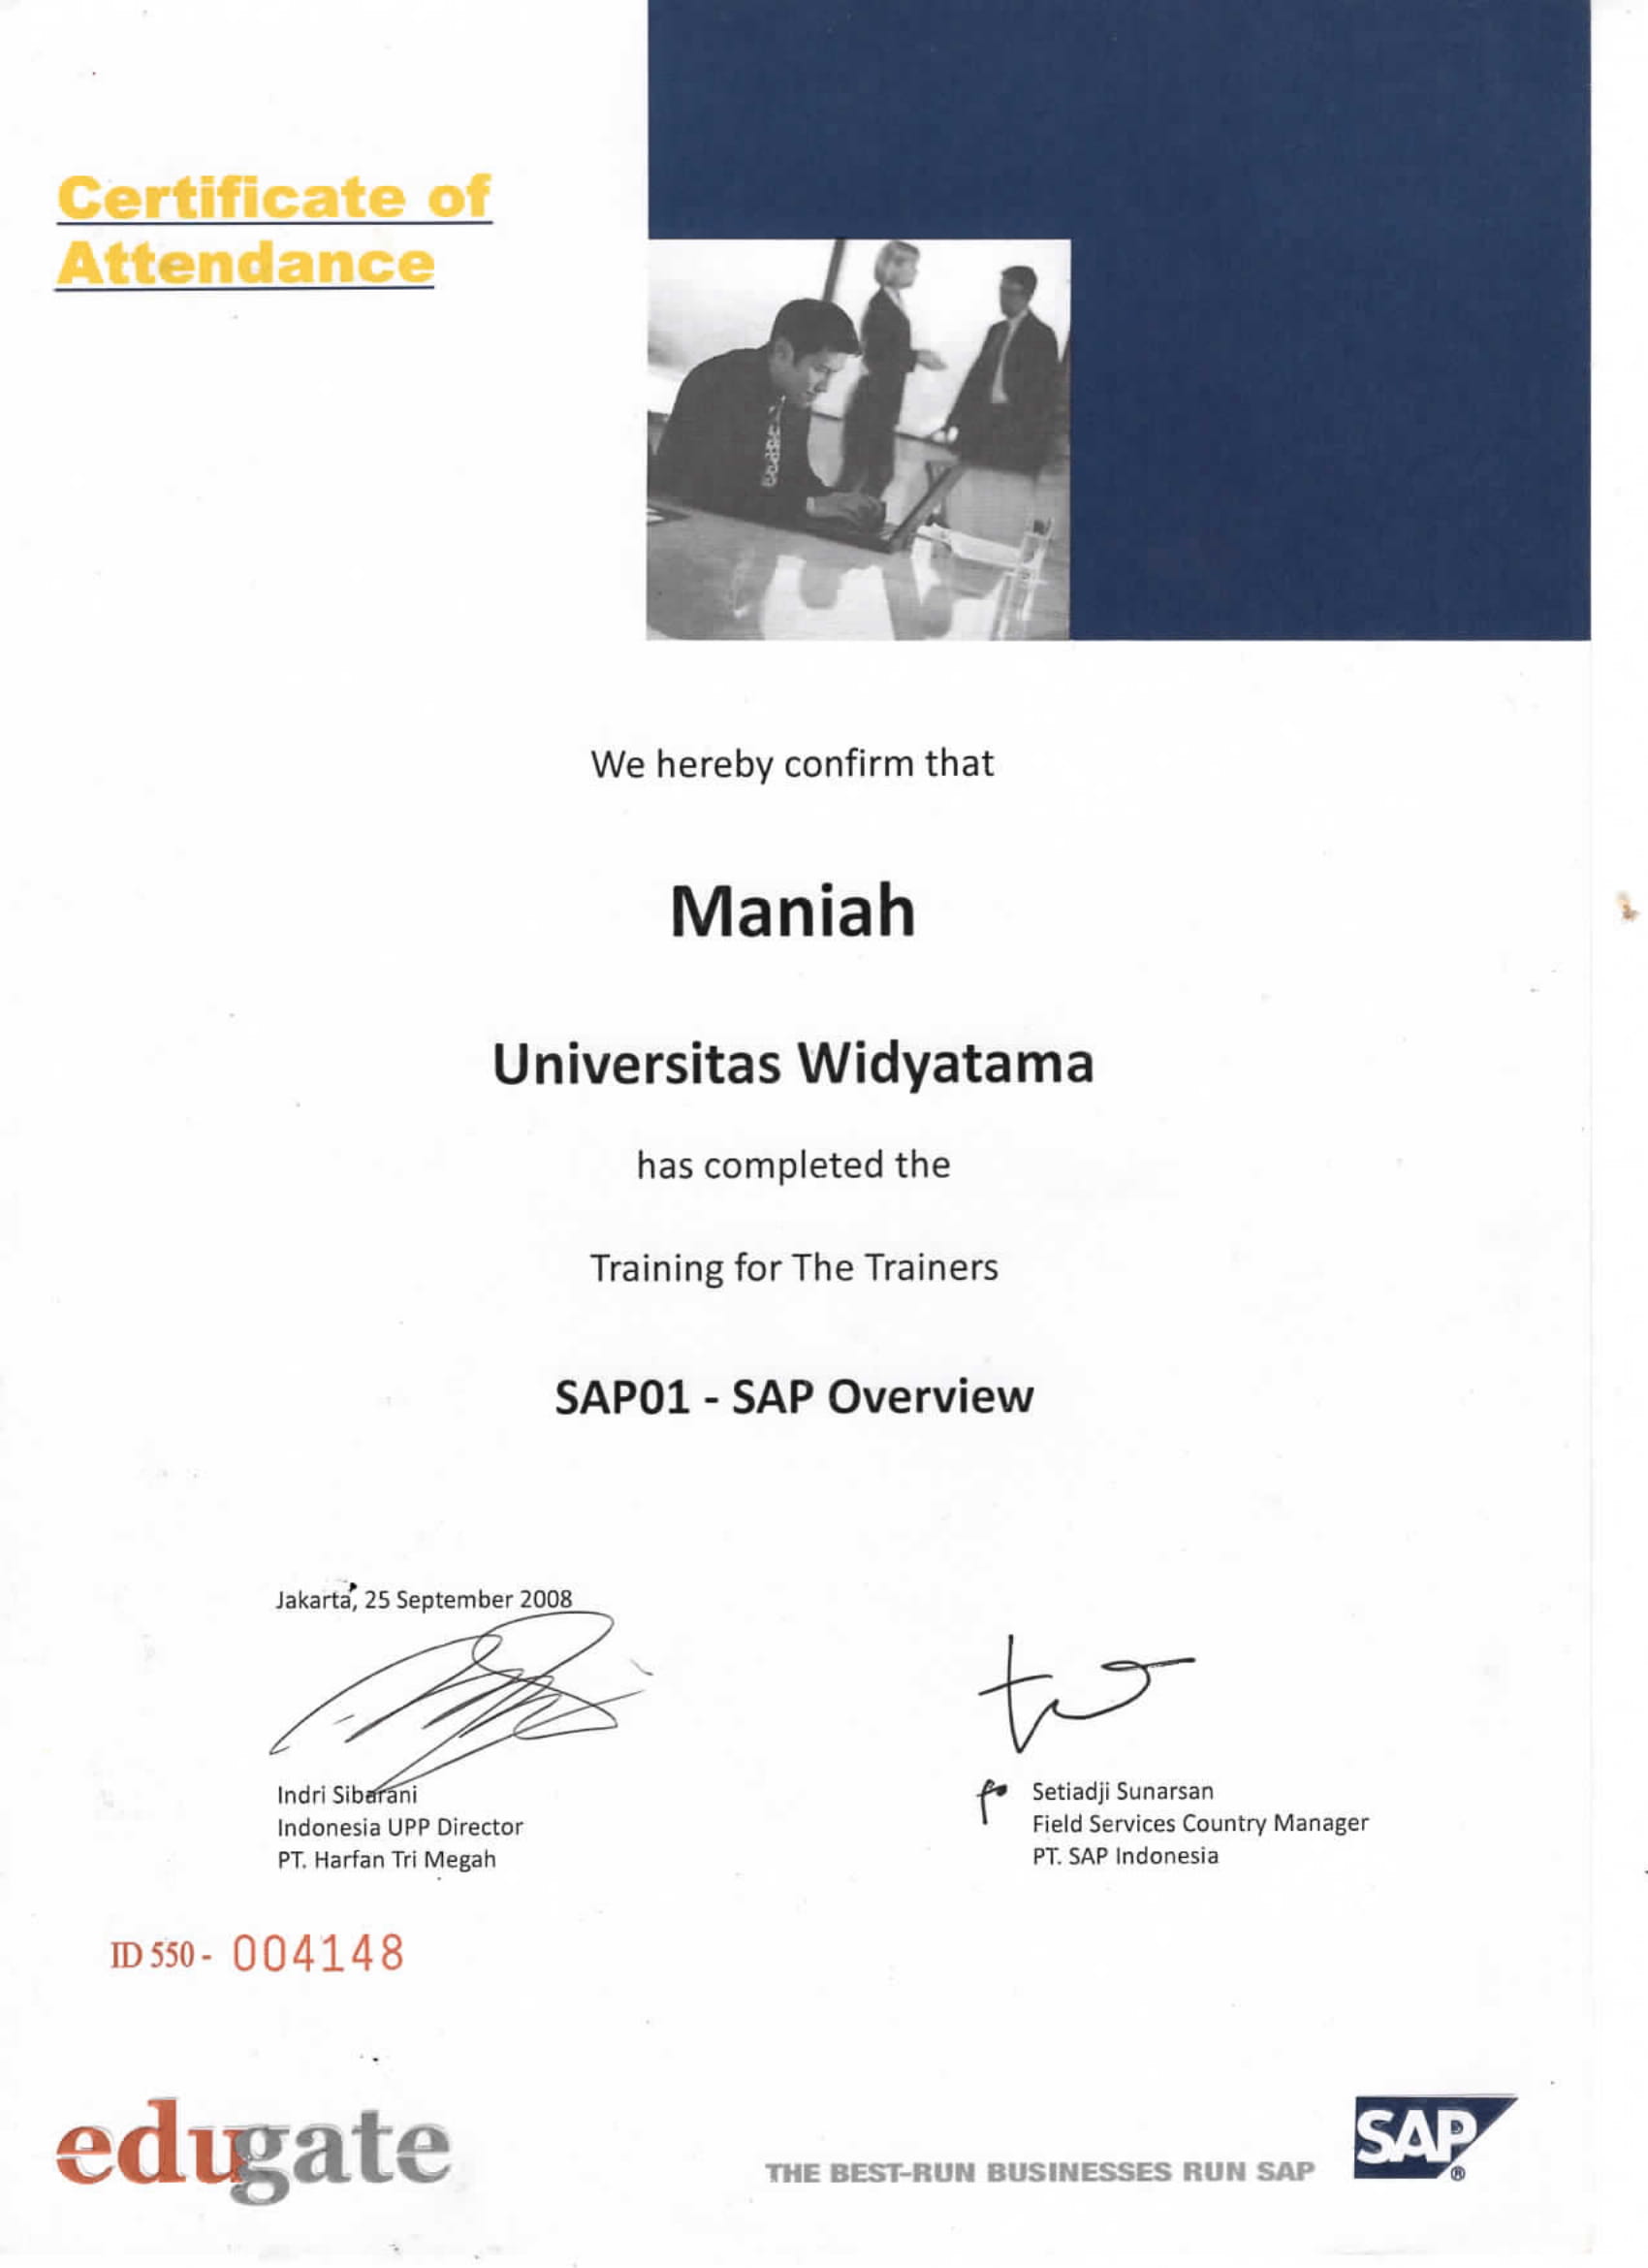 Certificate of
Attendance
We hereby confirm that
Maniah
Universitas Widyatama
has completed the
Training for The Trainers
SAP01 - SAP Overview
Jakarta, 25 September 2008
Indri Sibarani
Indonesia UPP Director
PT. Harfan Tri Megah
Setiadji Sunarsan
Field Services Country Manager
PT. SAP Indonesia
ID 550 - 004148
edugate
THE BEST-RUN BUSINESSES RUN SAP
SAP ®